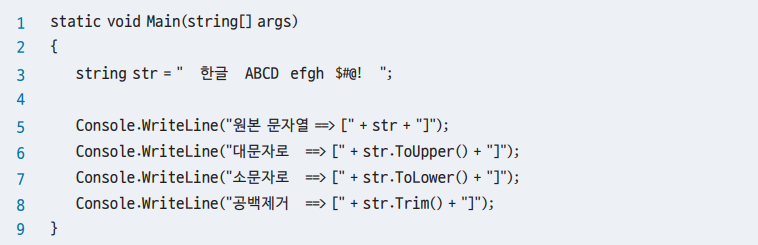 1 static void Main(string[] args)
2 {
3 string str = "  한글  ABCD  efgh  $#@!  ";
4
5 Console.WriteLine("원본 문자열 ==> [" + str + "]");
6 Console.WriteLine("대문자로  ==> [" + str.ToUpper() + "]");
7 Console.WriteLine("소문자로  ==> [" + str.ToLower() + "]");
8 Console.WriteLine("공백제거  ==> [" + str.Trim() + "]");
9 }